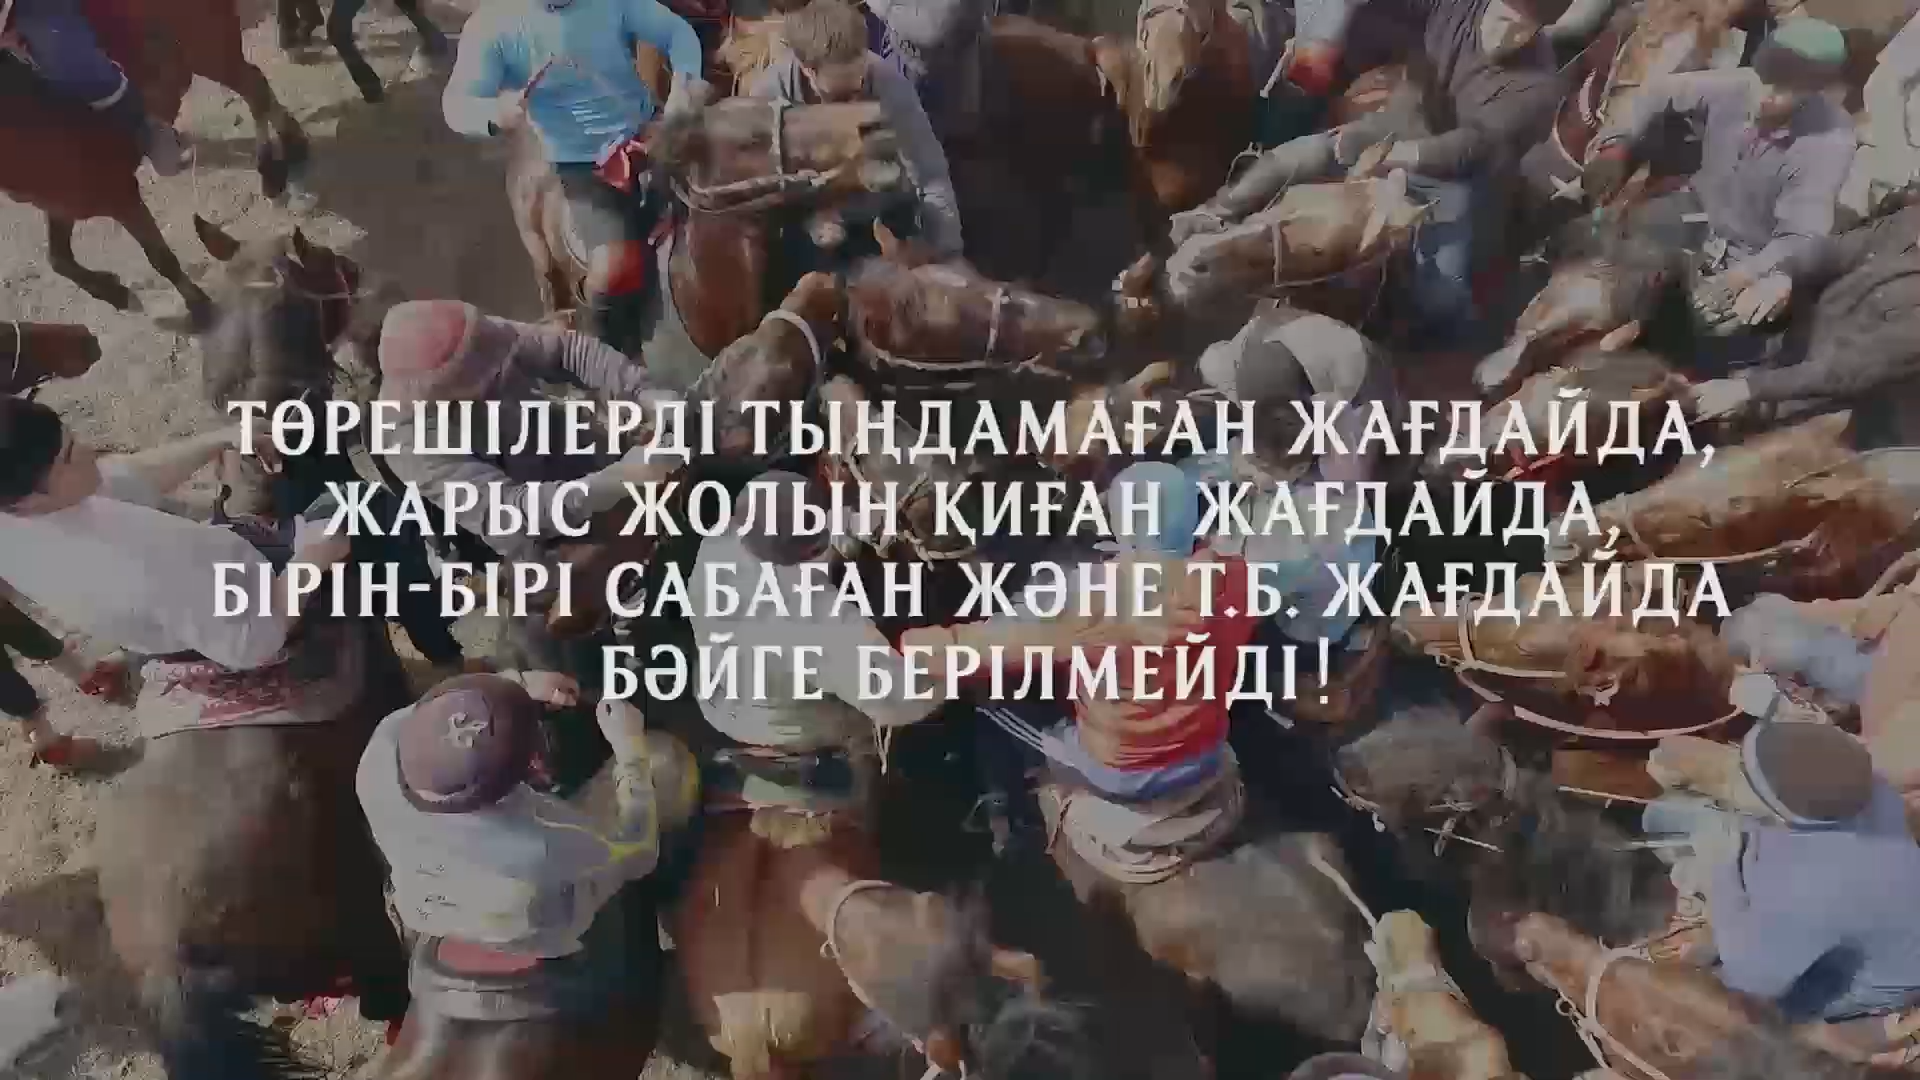 ТӨРЕШІЛЕРДІ ТЫҢДАМАҒАН ЖАҒДАЙДА,
ЖАРЫС ЖОЛЫН ҚИҒАН ЖАҒДАЙДА,
БІРІН-БІРІ САБАҒАН ЖӘНЕ Т.Б. ЖАҒДАЙДА
БӘЙГЕ БЕРІЛМЕЙДІ!